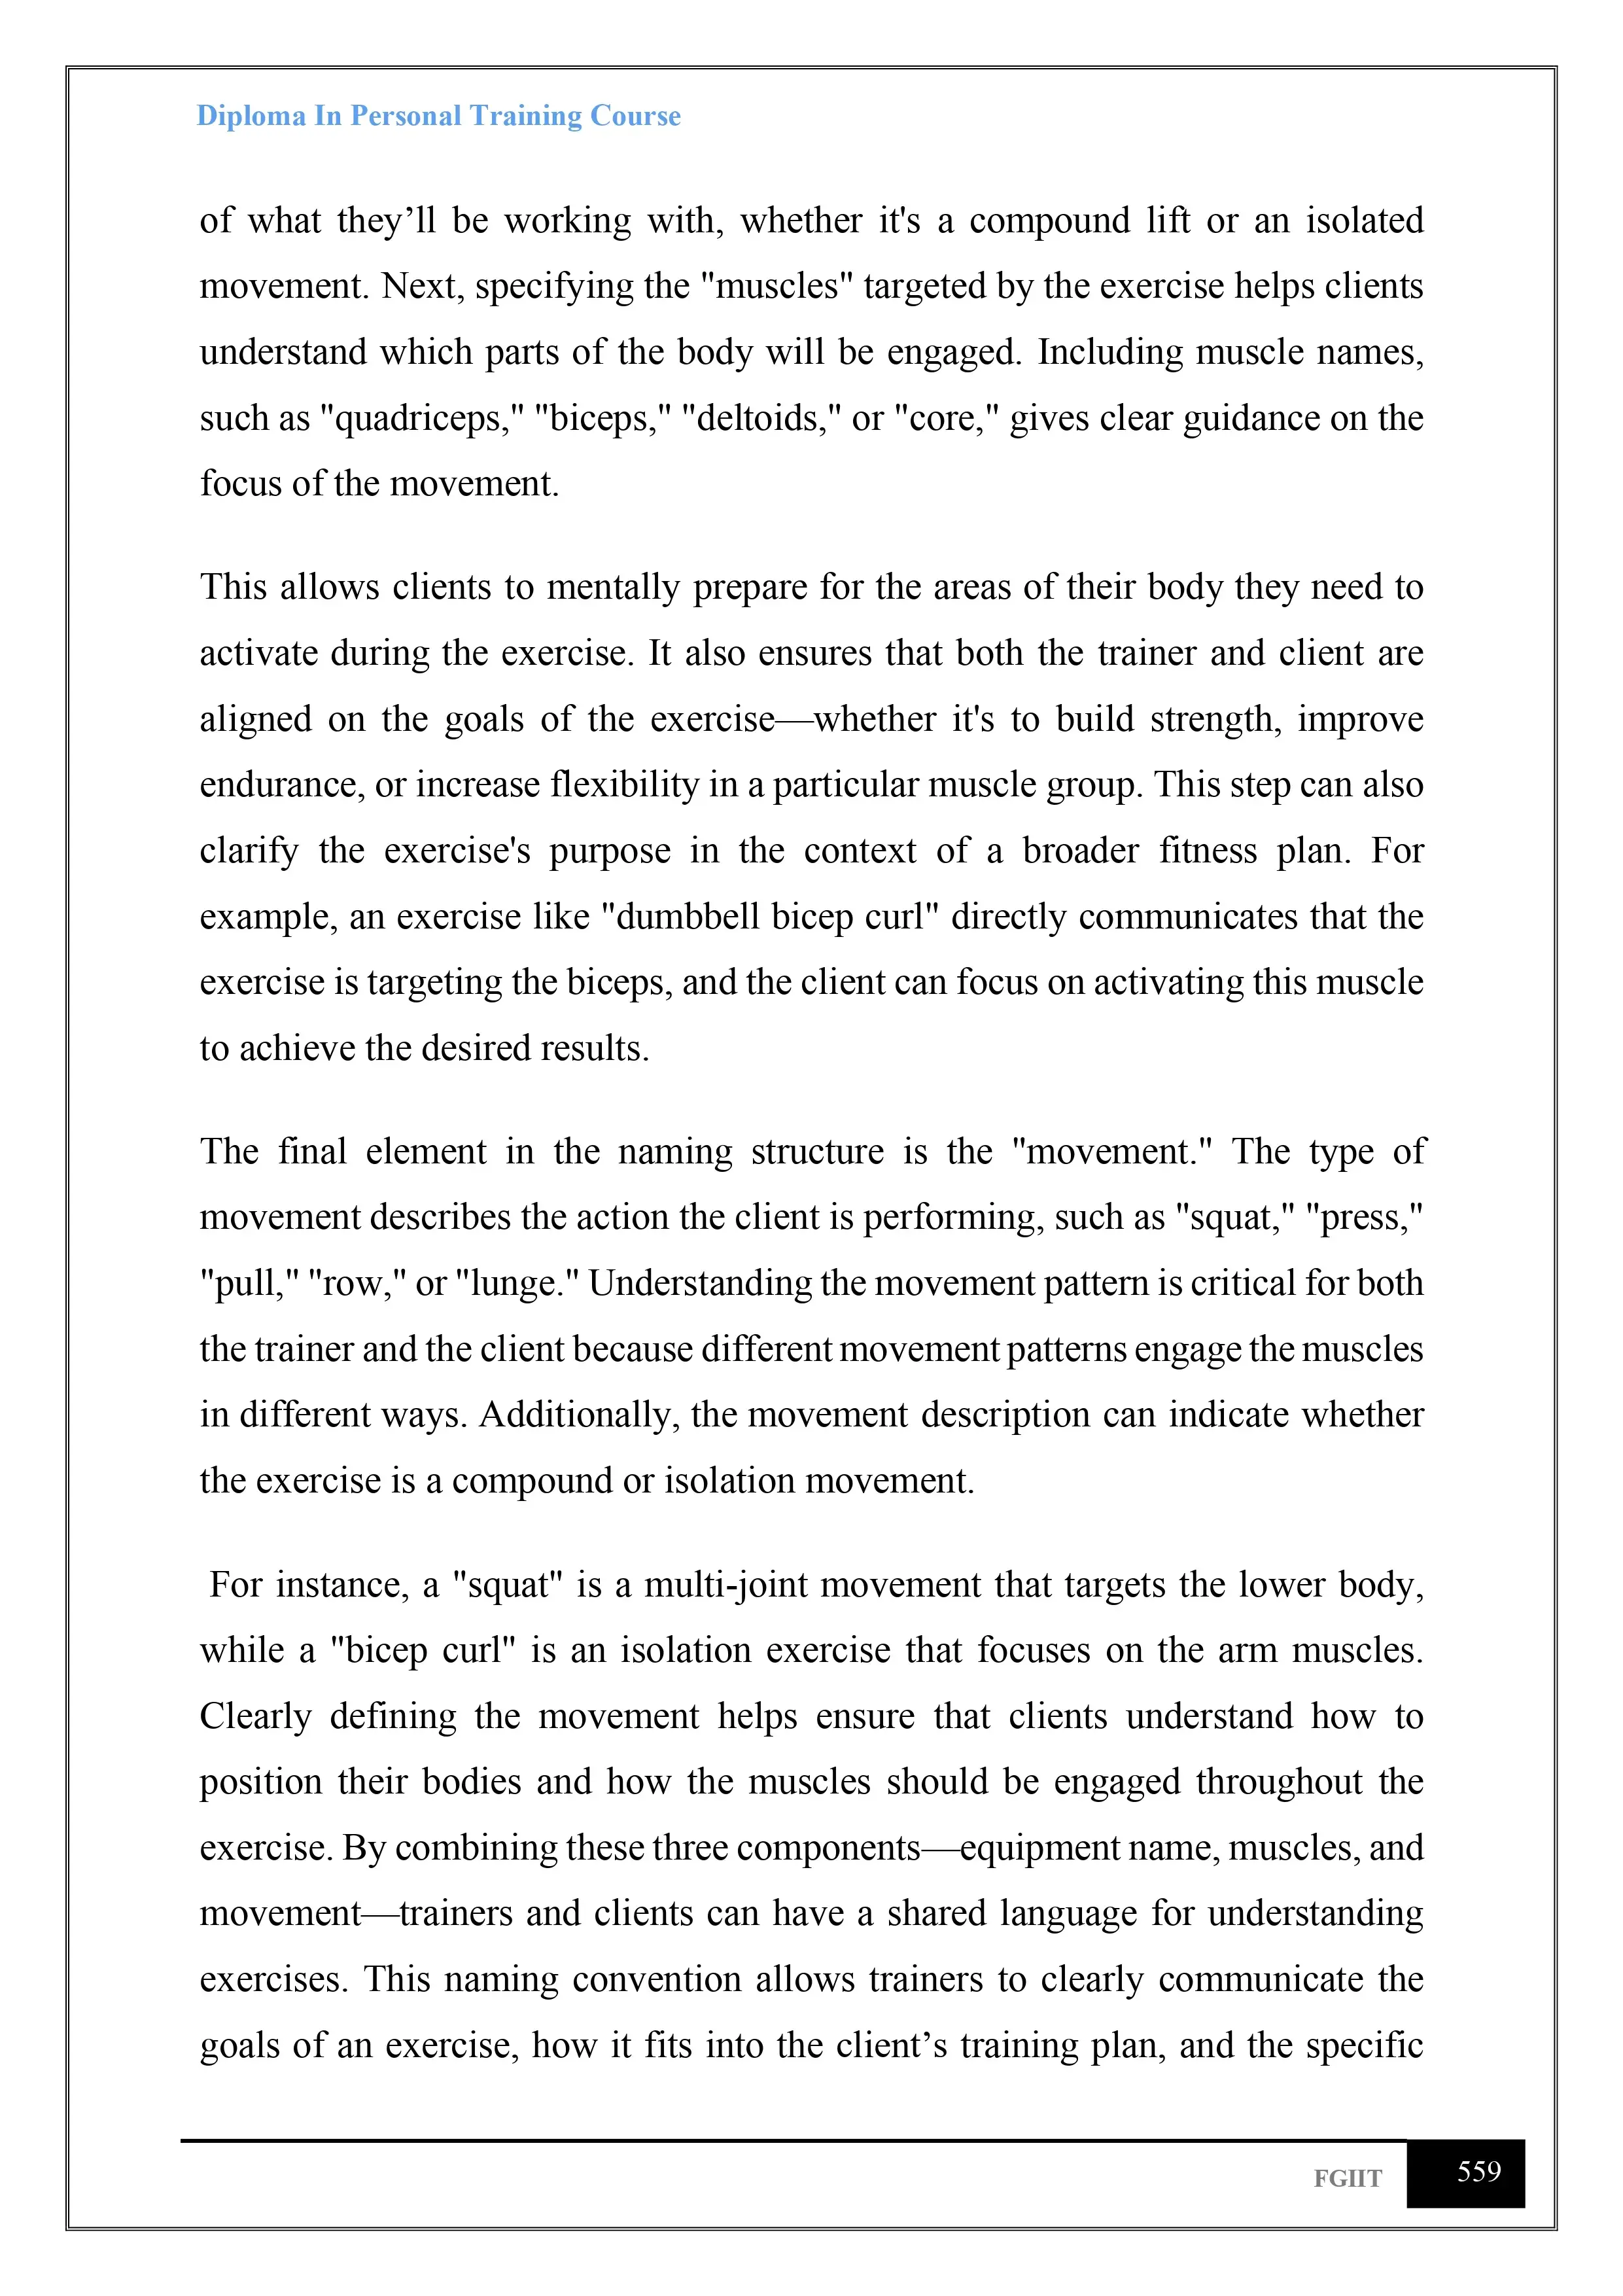 Diploma In Personal Training Course
of what they’ll be working with, whether it's a compound lift or an isolated
movement. Next, specifying the "muscles" targeted by the exercise helps clients
understand which parts of the body will be engaged. Including muscle names,
such as "quadriceps," "biceps," "deltoids," or "core," gives clear guidance on the
focus of the movement.
This allows clients to mentally prepare for the areas of their body they need to
activate during the exercise. It also ensures that both the trainer and client are
aligned on the goals of the exercise—whether it's to build strength, improve
endurance, or increase flexibility in a particular muscle group. This step can also
clarify the exercise's purpose in the context of a broader fitness plan. For
example, an exercise like "dumbbell bicep curl" directly communicates that the
exercise is targeting the biceps, and the client can focus on activating this muscle
to achieve the desired results.
The final element in the naming structure is the "movement." The type of
movement describes the action the client is performing, such as "squat," "press,"
"pull," "row," or "lunge." Understanding the movement pattern is critical for both
the trainer and the client because different movement patterns engage the muscles
in different ways. Additionally, the movement description can indicate whether
the exercise is a compound or isolation movement.
For instance, a "squat" is a multi-joint movement that targets the lower body,
while a "bicep curl" is an isolation exercise that focuses on the arm muscles.
Clearly defining the movement helps ensure that clients understand how to
position their bodies and how the muscles should be engaged throughout the
exercise. By combining these three components—equipment name, muscles, and
movement—trainers and clients can have a shared language for understanding
exercises. This naming convention allows trainers to clearly communicate the
goals of an exercise, how it fits into the client’s training plan, and the specific
FGIIT 559